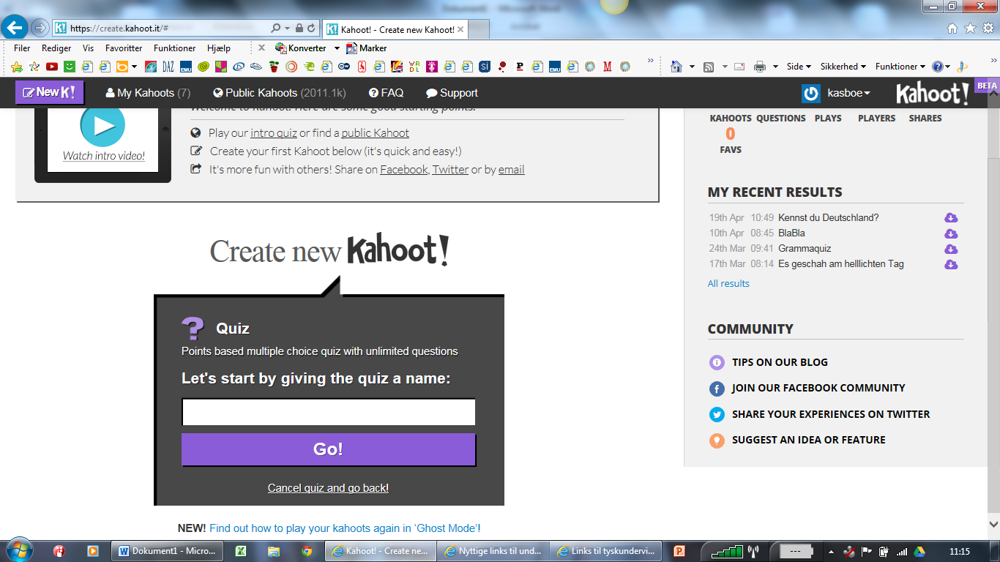 https://create.kahoot.it/#
Kahoot! - Create new Kahoot!
Filer Rediger Vis Favoritter Funktioner Hjælp
Konverter Marker
Side Sikkerhed Funktioner
New K!
My Kahoots (7)
Public Kahoots (2011.1k)
FAQ
Support
kasboe
Kahoot!
BETA
Welcome to Kahoot! Here are some good starting points:
Watch intro video!
Play our intro quiz or find a public Kahoot
Create your first Kahoot below (it's quick and easy!)
It's more fun with others! Share on Facebook, Twitter or by email
Create new Kahoot!
Quiz
Points based multiple choice quiz with unlimited questions
Let's start by giving the quiz a name:
Go!
Cancel quiz and go back!
NEW! Find out how to play your kahoots again in ‘Ghost Mode’!
KAHOOTS QUESTIONS PLAYS PLAYERS SHARES
0
FAVS
MY RECENT RESULTS
19th Apr 10:49 Kennst du Deutschland?
10th Apr 08:45 BlaBla
24th Mar 09:41 Grammaquiz
17th Mar 08:14 Es geschah am helllichten Tag
All results
COMMUNITY
TIPS ON OUR BLOG
JOIN OUR FACEBOOK COMMUNITY
SHARE YOUR EXPERIENCES ON TWITTER
SUGGEST AN IDEA OR FEATURE
Dokument1 - Micro...
Kahoot! - Create ne...
Nyttige links til und...
Links til tyskundervi...
---
11:15